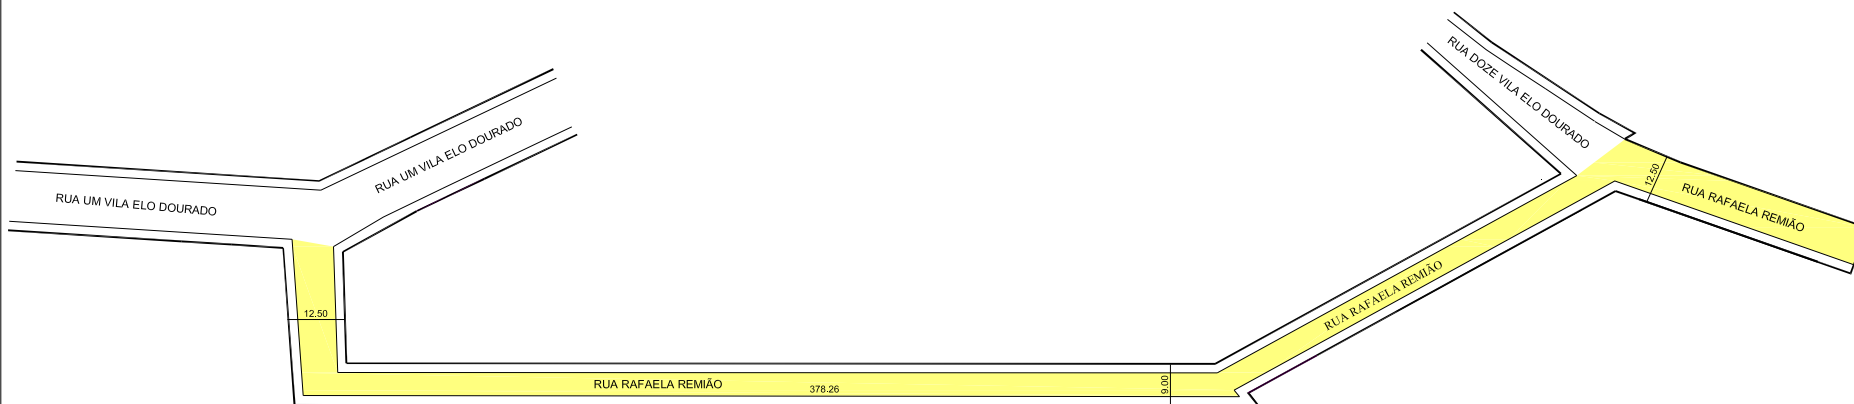 RUA DOZE VILA ELO DOURADO
RUA UM VILA ELO DOURADO
RUA UM VILA ELO DOURADO
12.50
RUA RAFAELA REMIÃO
RUA RAFAELA REMIÃO
12.50
RUA RAFAELA REMIÃO
378.26
9.00